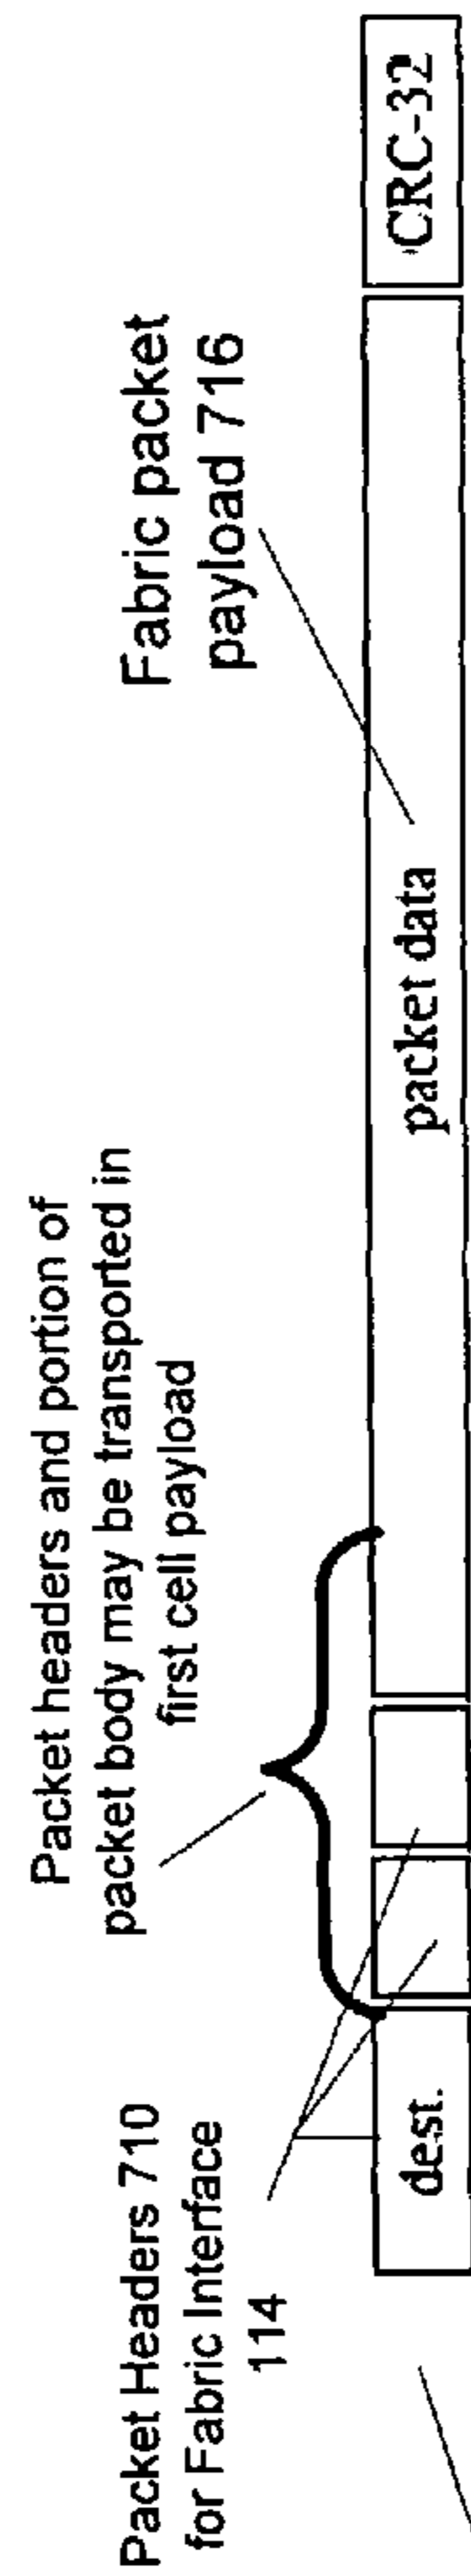 Packet Headers 710
for Fabric Interface
114
Packet headers and portion of
packet body may be transported in
first cell payload
Fabric packet
payload 716
dest.
packet data
CRC-32